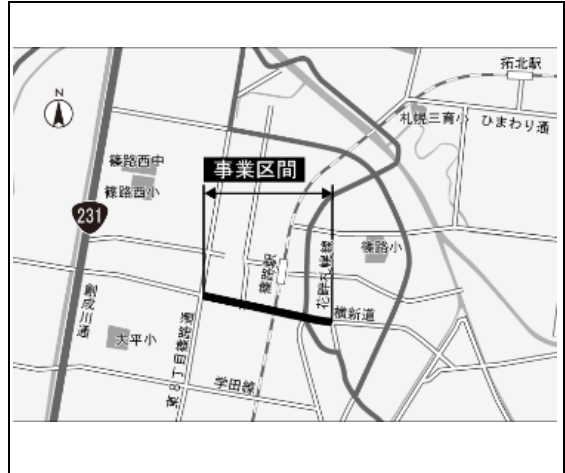 拓北駅
N
札幌三育小
ひまわり通
篠路西中
事業区間
篠路西小
231
篠路小
篠路駅
花畔札幌線
創成川通
横新道
太平小
東8丁目篠路通
学田線